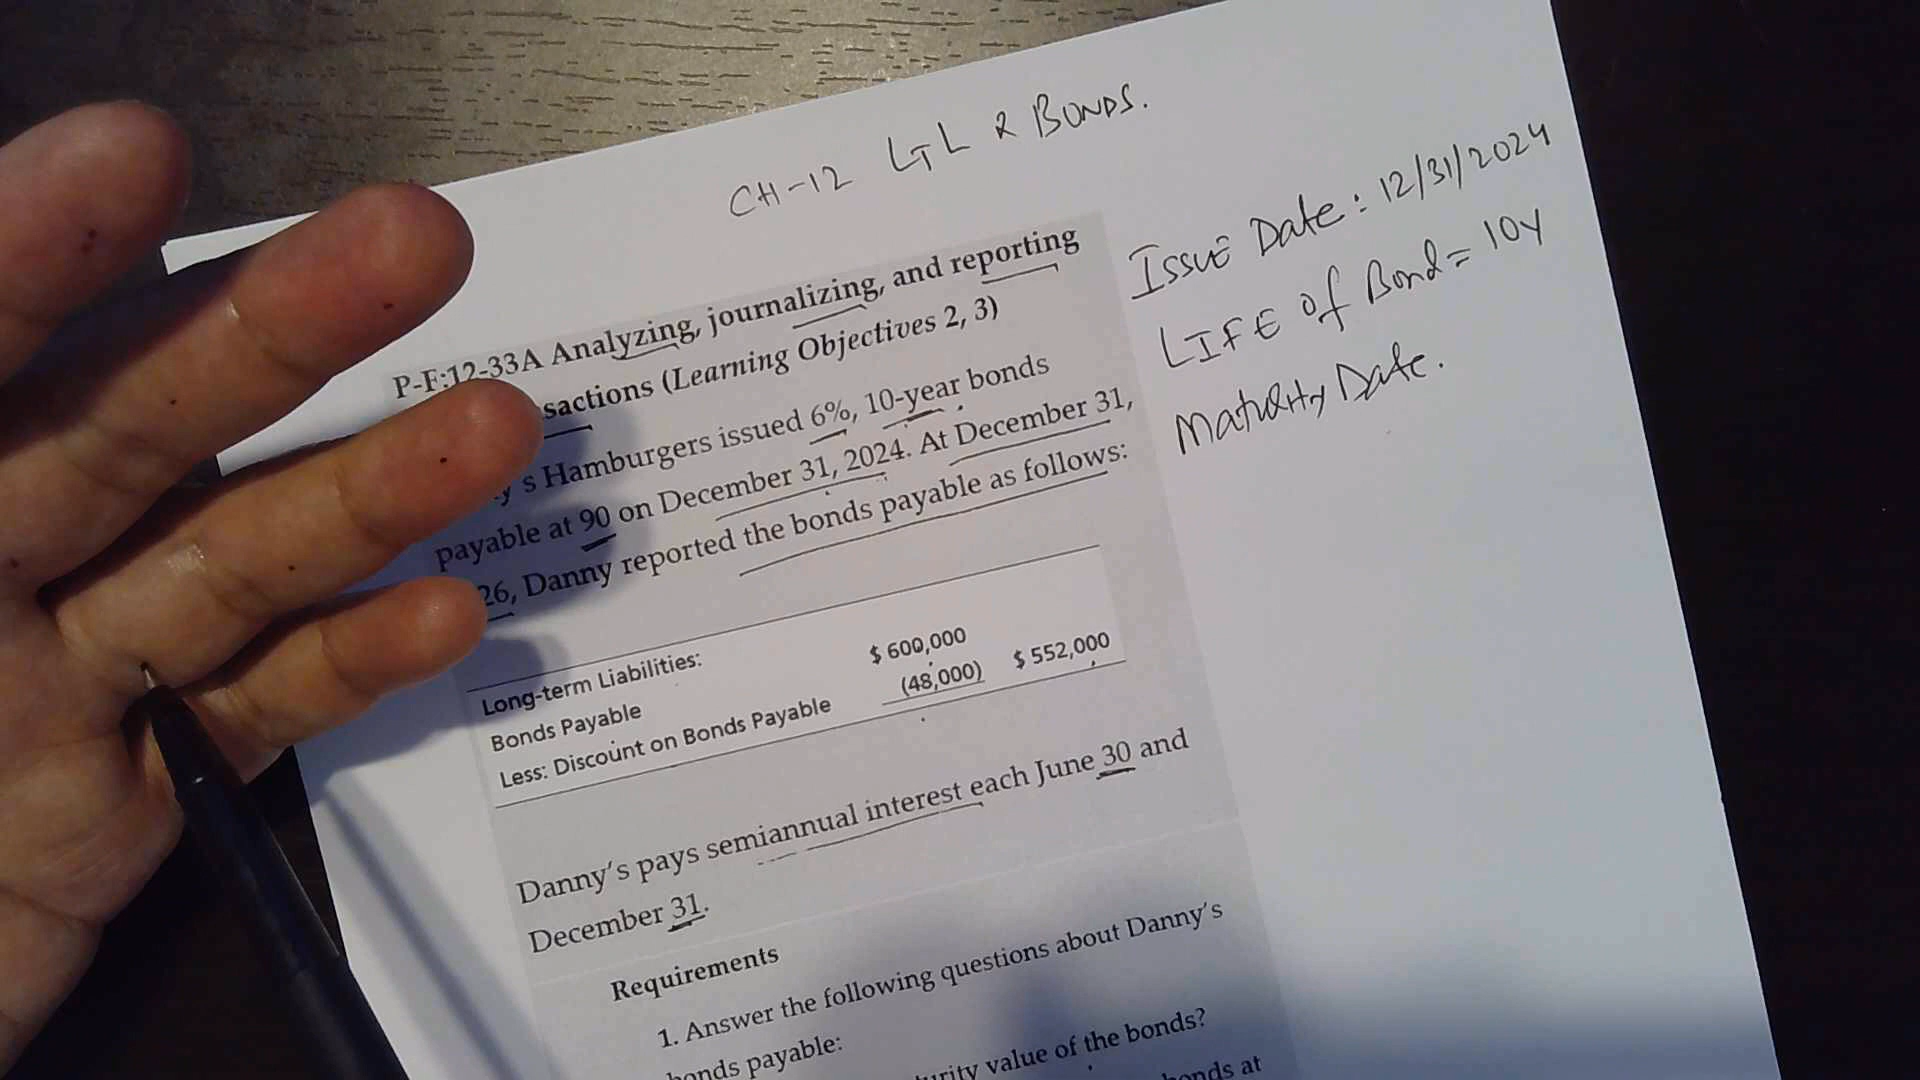 CH-12 LTL & BONDS.
ISSUE Date: 12/31/2024
LIFE of Bond = 10Y
Maturity Date.
P-F:12-33A Analyzing, journalizing, and reporting
sactions (Learning Objectives 2, 3)
y's Hamburgers issued 6%, 10-year bonds
payable at 90 on December 31, 2024. At December 31,
26, Danny reported the bonds payable as follows:
Long-term Liabilities:
Bonds Payable $ 600,000
Less: Discount on Bonds Payable (48,000) $ 552,000
Danny's pays semiannual interest each June 30 and
December 31.
Requirements
1. Answer the following questions about Danny's
bonds payable:
urity value of the bonds?
bonds at